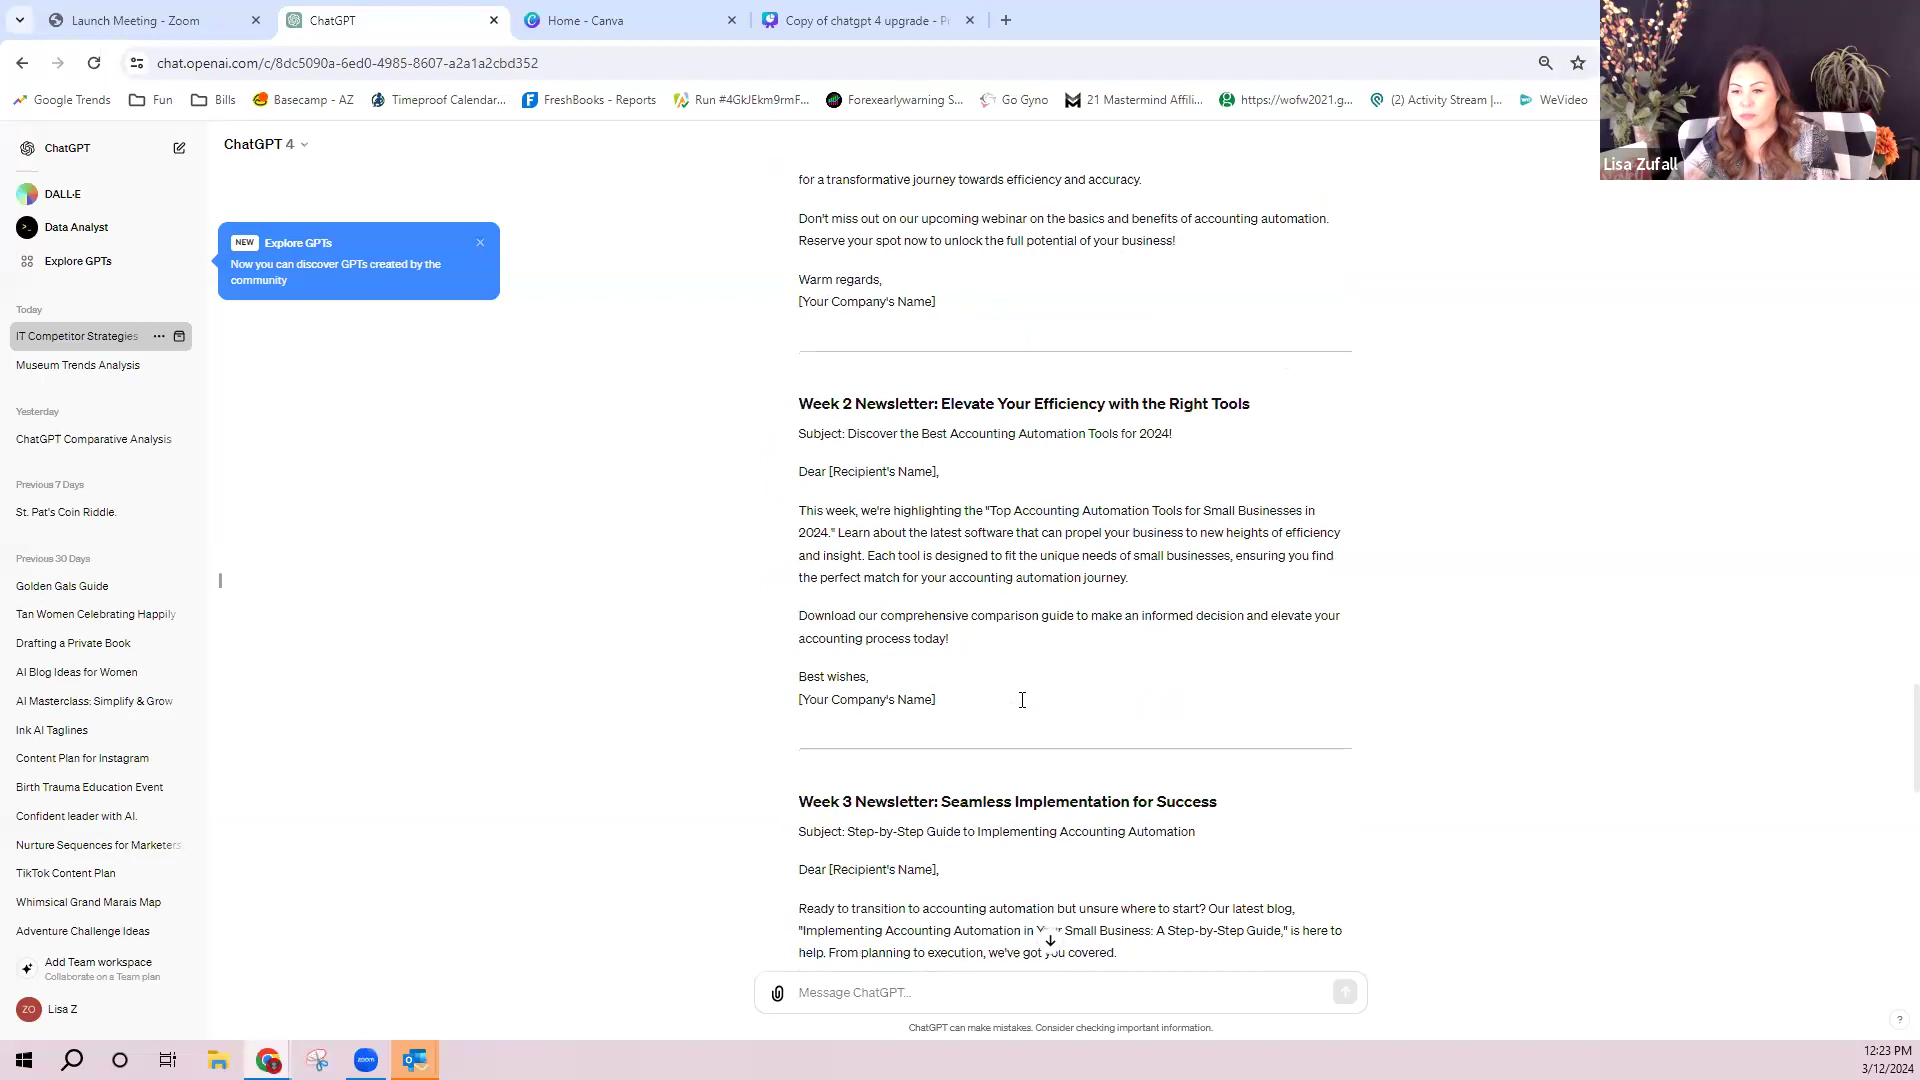 Launch Meeting - Zoom
ChatGPT
Home - Canva
Copy of chatgpt 4 upgrade - Pr
chat.openai.com/c/8dc5090a-6ed0-4985-8607-a2a1a2cbd352
Google Trends
Fun
Bills
Basecamp - AZ
Timeproof Calendar...
FreshBooks - Reports
Run #4GkJEkm9rmF...
Forexearlywarning S...
Go Gyno
21 Mastermind Affili...
https://wofw2021.g...
(2) Activity Stream |...
WeVideo
Lisa Zufall
ChatGPT
DALL·E
Data Analyst
Explore GPTs
Today
IT Competitor Strategies
Museum Trends Analysis
Yesterday
ChatGPT Comparative Analysis
Previous 7 Days
St. Pat's Coin Riddle.
Previous 30 Days
Golden Gals Guide
Tan Women Celebrating Happily
Drafting a Private Book
AI Blog Ideas for Women
AI Masterclass: Simplify & Grow
Ink AI Taglines
Content Plan for Instagram
Birth Trauma Education Event
Confident leader with AI.
Nurture Sequences for Marketers
TikTok Content Plan
Whimsical Grand Marais Map
Adventure Challenge Ideas
Add Team workspace
Collaborate on a Team plan
ZO
Lisa Z
ChatGPT 4
NEW Explore GPTs
Now you can discover GPTs created by the
community
for a transformative journey towards efficiency and accuracy.
Don't miss out on our upcoming webinar on the basics and benefits of accounting automation.
Reserve your spot now to unlock the full potential of your business!
Warm regards,
[Your Company's Name]
Week 2 Newsletter: Elevate Your Efficiency with the Right Tools
Subject: Discover the Best Accounting Automation Tools for 2024!
Dear [Recipient's Name],
This week, we're highlighting the "Top Accounting Automation Tools for Small Businesses in
2024." Learn about the latest software that can propel your business to new heights of efficiency
and insight. Each tool is designed to fit the unique needs of small businesses, ensuring you find
the perfect match for your accounting automation journey.
Download our comprehensive comparison guide to make an informed decision and elevate your
accounting process today!
Best wishes,
[Your Company's Name]
Week 3 Newsletter: Seamless Implementation for Success
Subject: Step-by-Step Guide to Implementing Accounting Automation
Dear [Recipient's Name],
Ready to transition to accounting automation but unsure where to start? Our latest blog,
"Implementing Accounting Automation in Your Small Business: A Step-by-Step Guide," is here to
help. From planning to execution, we've got you covered.
Message ChatGPT...
ChatGPT can make mistakes. Consider checking important information.
?
zoom
12:23 PM
3/12/2024